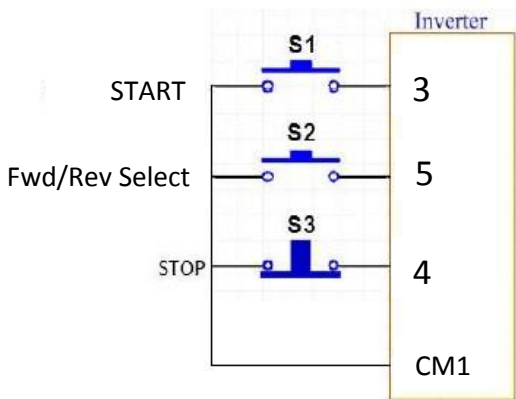 Inverter
S1
START
3
S2
Fwd/Rev Select
5
S3
STOP
4
CM1